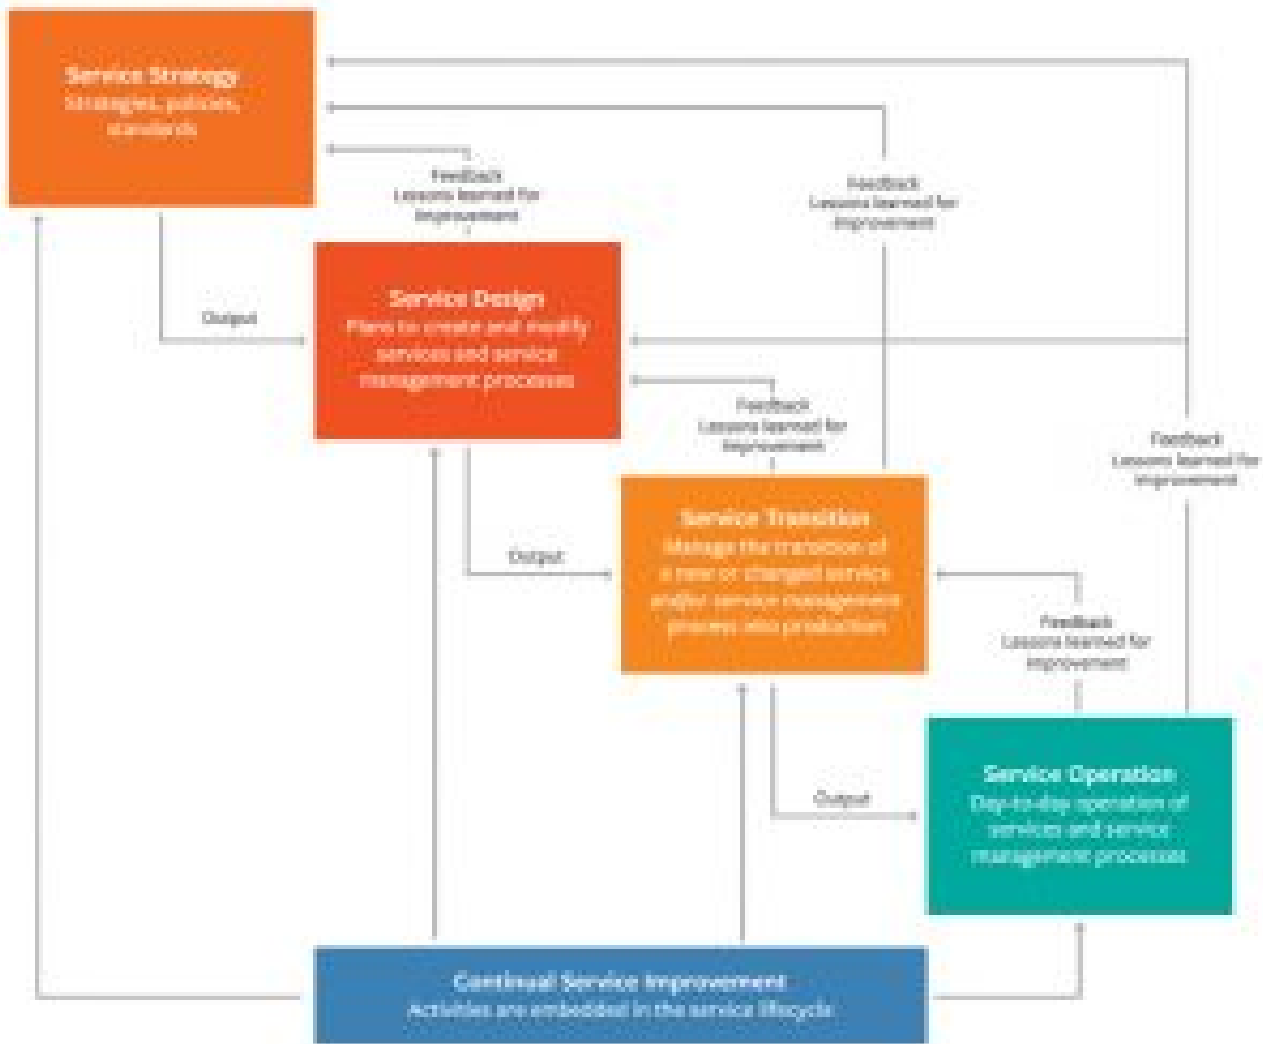 Service Strategy
Strategies, policies,
standards
Feedback
Lessons learned for
improvement
Feedback
Lessons learned for
improvement
Output
Service Design
Plans to create and modify
services and service
management processes
Feedback
Lessons learned for
improvement
Feedback
Lessons learned for
improvement
Output
Service Transition
Manage the transition of
a new or changed service
and/or service management
process into production
Feedback
Lessons learned for
improvement
Output
Service Operation
Day-to-day operation of
services and service
management processes
Continual Service Improvement
Activities are embedded in the service lifecycle